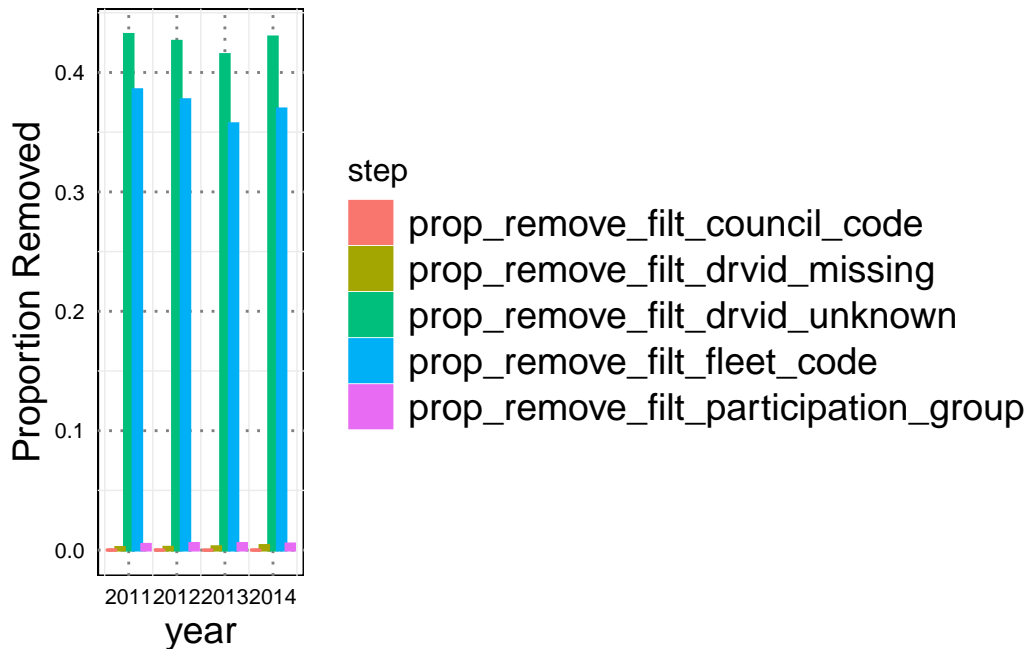 Proportion Removed
0.4
0.3
0.2
0.1
0.0
2011 2012 2013 2014
year
step
prop_remove_filt_council_code
prop_remove_filt_drvid_missing
prop_remove_filt_drvid_unknown
prop_remove_filt_fleet_code
prop_remove_filt_participation_group